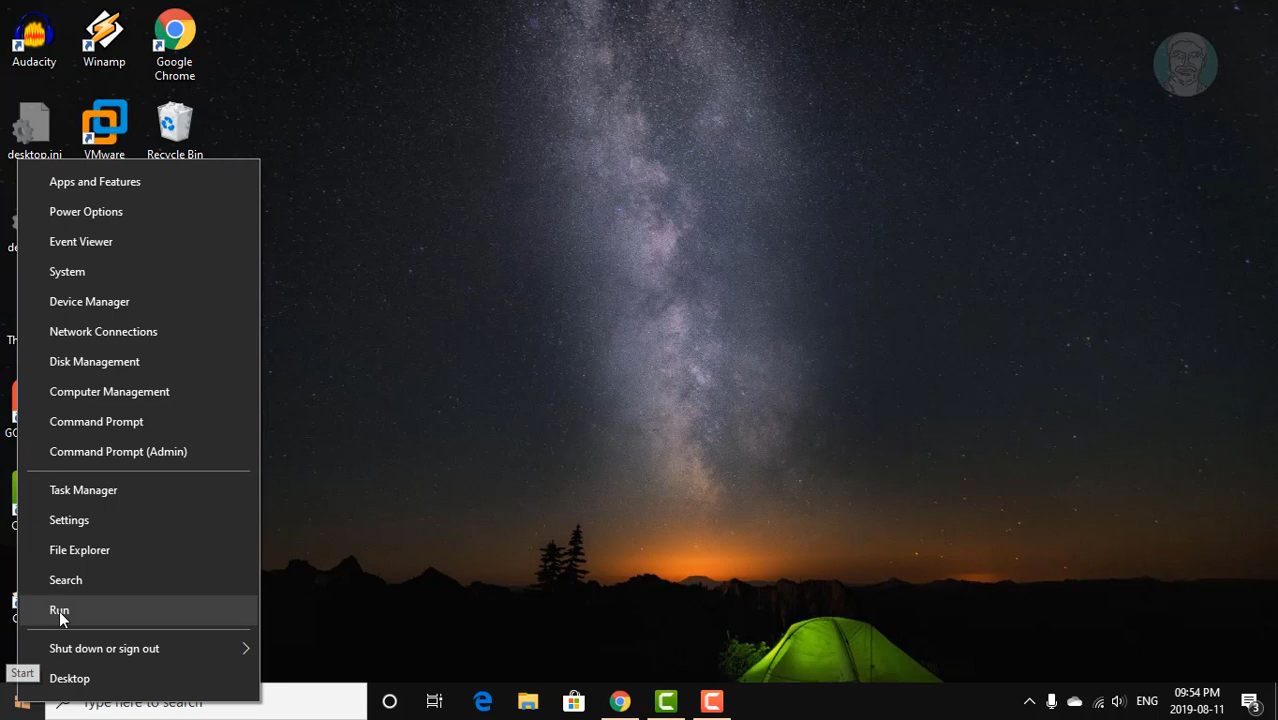 Audacity
Winamp
Google Chrome
desktop.ini
VMware
Recycle Bin
Apps and Features
Power Options
Event Viewer
System
Device Manager
Network Connections
Disk Management
Computer Management
Command Prompt
Command Prompt (Admin)
Task Manager
Settings
File Explorer
Search
Run
Shut down or sign out
Start
Desktop
Type here to search
ENG
09:54 PM
2019-08-11
3